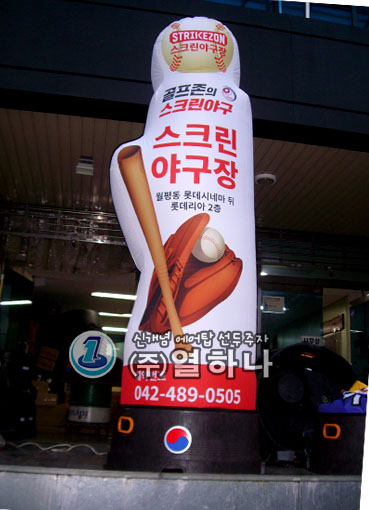 STRIKEZON
스크린야구장
골프존의
스크린야구
스크린
야구장
월평동 롯데시네마 뒤
롯데리아 2층
신개념 에어탑 선두주자
1
(주)열하나
042-489-0505